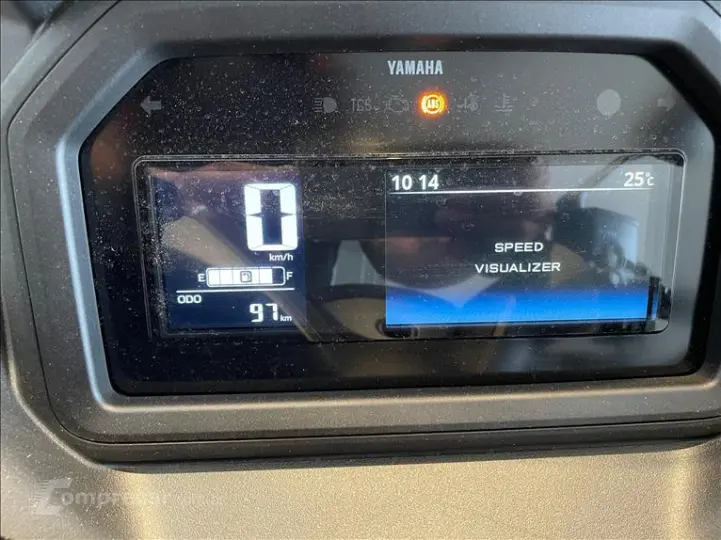 YAMAHA
TCS
ABS
0
km/h
E
F
ODO
97 km
10 14
25°C
SPEED
VISUALIZER